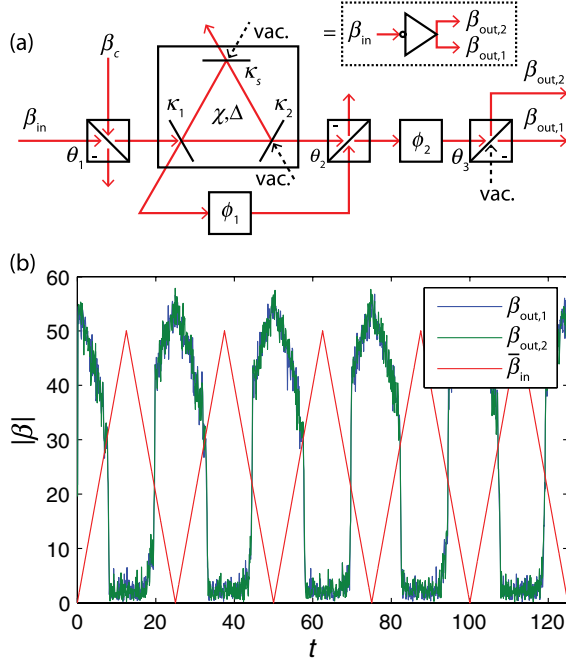 (a)
β_c
vac.
κ_s
= β_in β_out,2
β_out,1
κ_1 κ_2
χ,Δ
β_in
β_out,2
β_out,1
θ_1 - - θ_2 ϕ_2 θ_3 -
vac.
vac.
ϕ_1
(b)
60
50
40
30
20
10
0
|β|
β_out,1
β_out,2
β̅_in
0 20 40 60 80 100 120
t